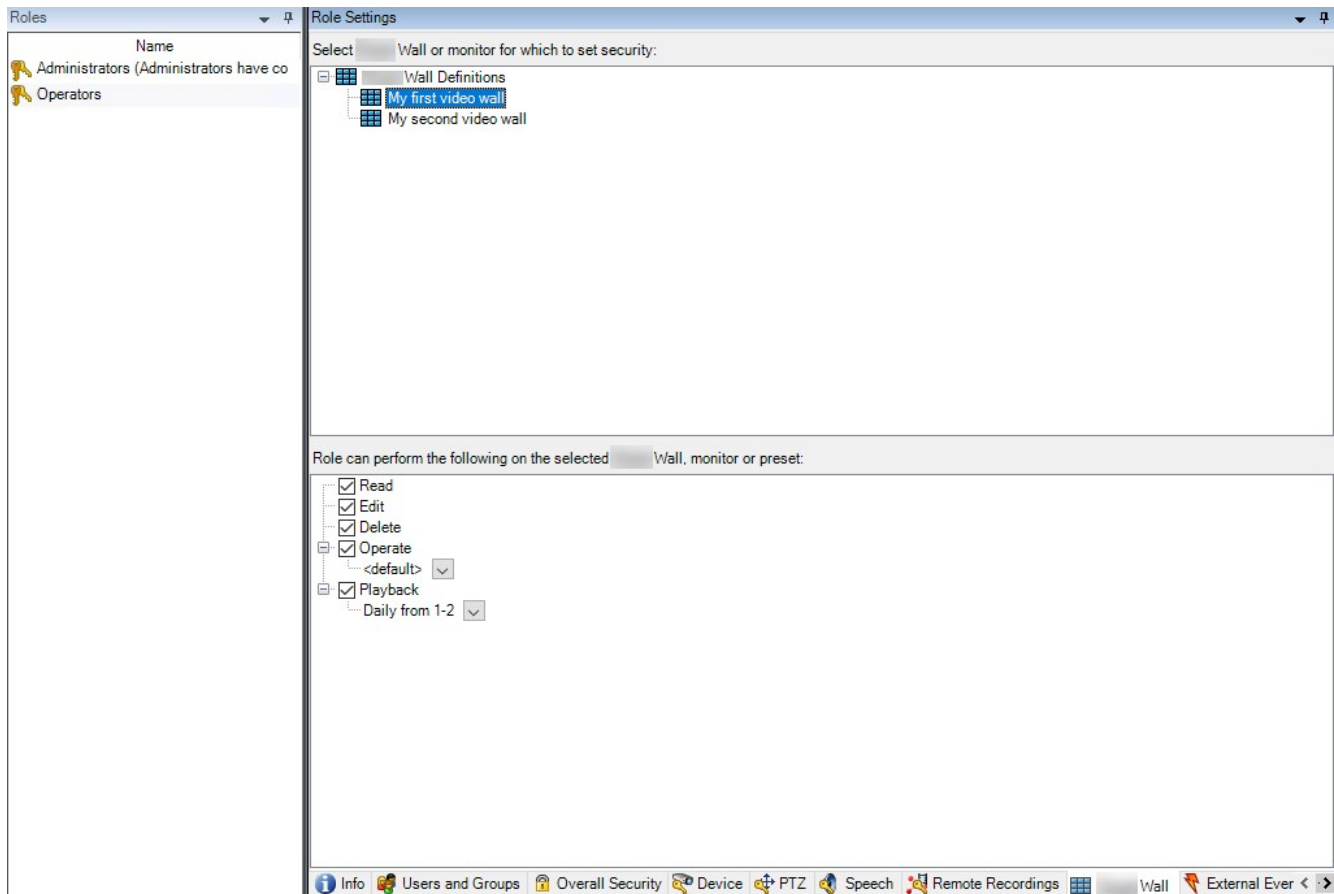 Roles
Name
Administrators (Administrators have co
Operators
Role Settings
Select Wall or monitor for which to set security:
Wall Definitions
My first video wall
My second video wall
Role can perform the following on the selected Wall, monitor or preset:
Read
Edit
Delete
Operate
<default>
Playback
Daily from 1-2
Info Users and Groups Overall Security Device PTZ Speech Remote Recordings Wall External Ever